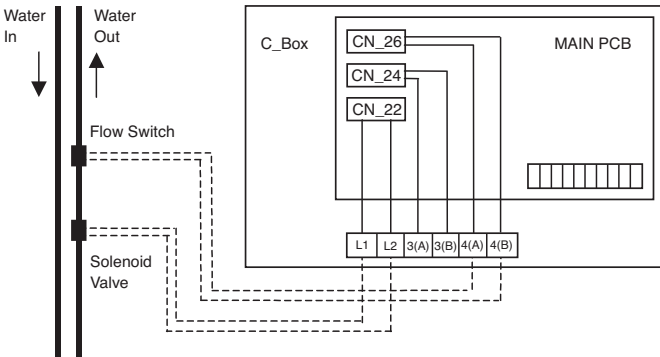 Water
In
Water
Out
Flow Switch
Solenoid
Valve
C_Box
CN_26
CN_24
CN_22
MAIN PCB
L1 L2 3(A) 3(B) 4(A) 4(B)